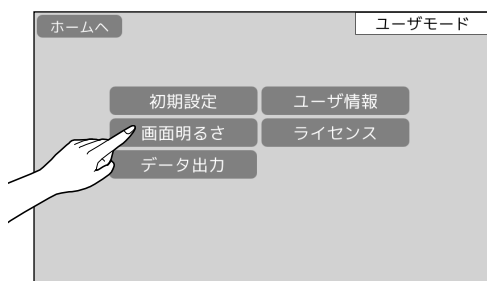 ホームへ
ユーザモード
初期設定
ユーザ情報
画面明るさ
ライセンス
データ出力